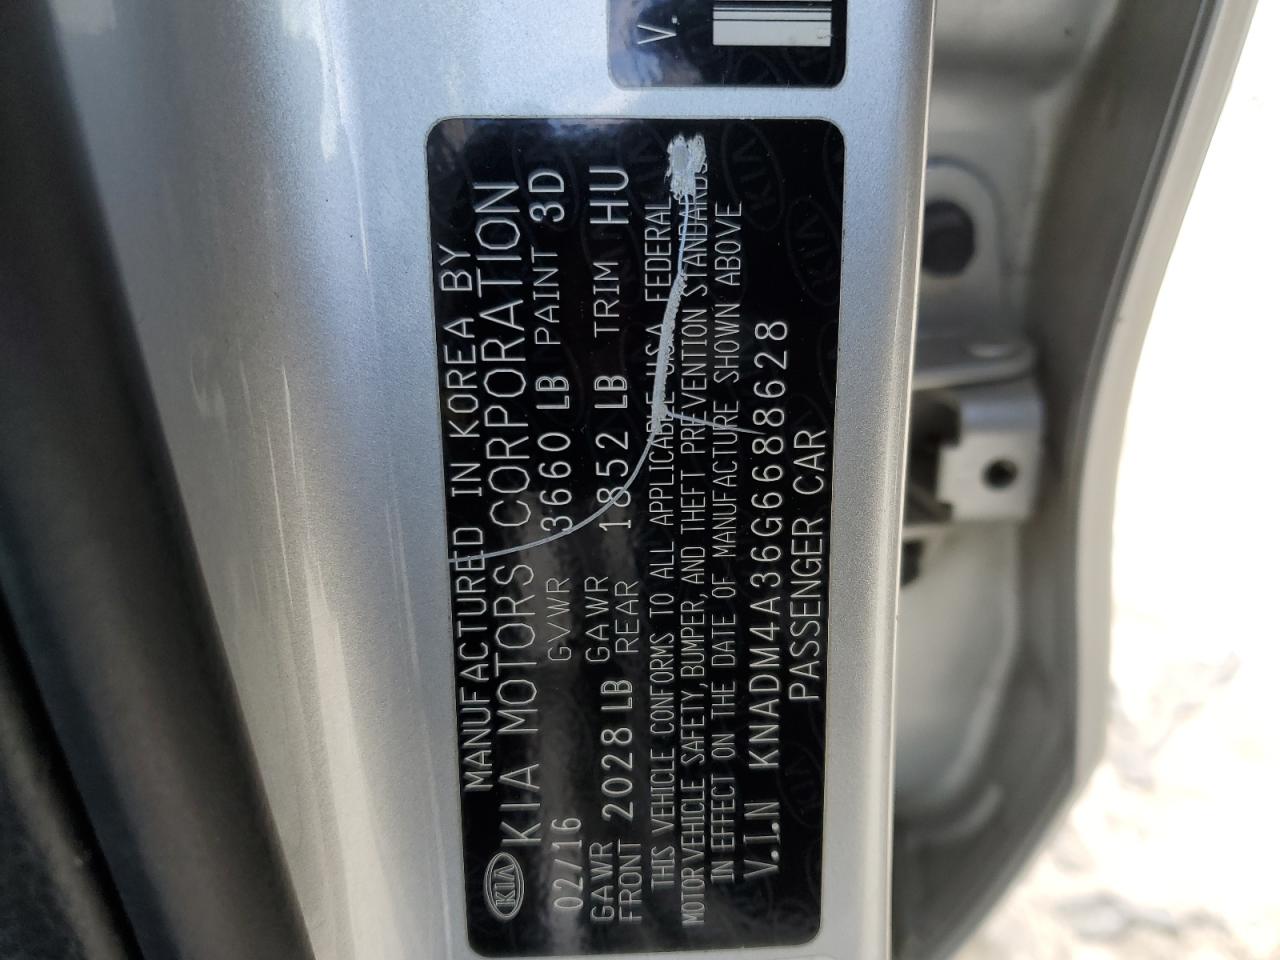 V.
MANUFACTURED IN KOREA BY
KIA KIA MOTORS CORPORATION
02/16 GVWR 3660 LB PAINT 3D
GAWR FRONT 2028 LB GAWR REAR 1852 LB TRIM HU
THIS VEHICLE CONFORMS TO ALL APPLICABLE USA FEDERAL
MOTOR VEHICLE SAFETY, BUMPER, AND THEFT PREVENTION STANDARDS
IN EFFECT ON THE DATE OF MANUFACTURE SHOWN ABOVE
V.I.N KNADM4A36G6688628
PASSENGER CAR